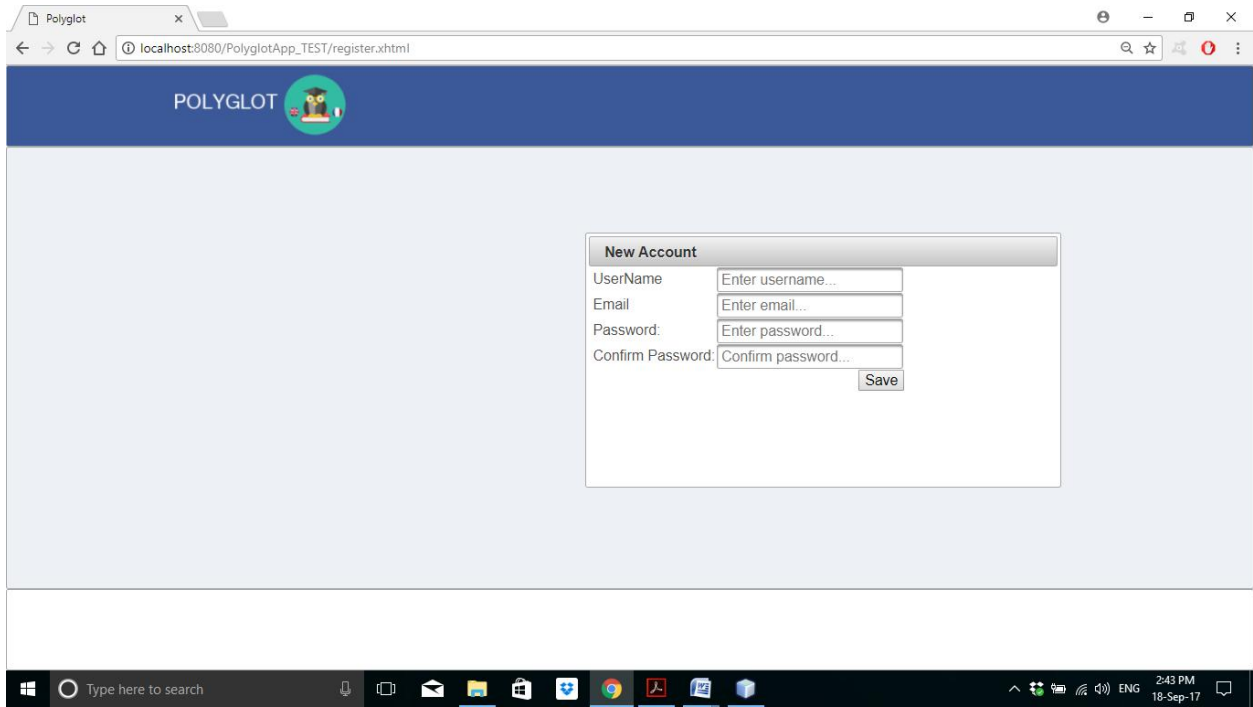 Polyglot
localhost:8080/PolyglotApp_TEST/register.xhtml
POLYGLOT
New Account
UserName Enter username...
Email Enter email...
Password: Enter password...
Confirm Password: Confirm password...
Save
Type here to search
ENG
2:43 PM
18-Sep-17